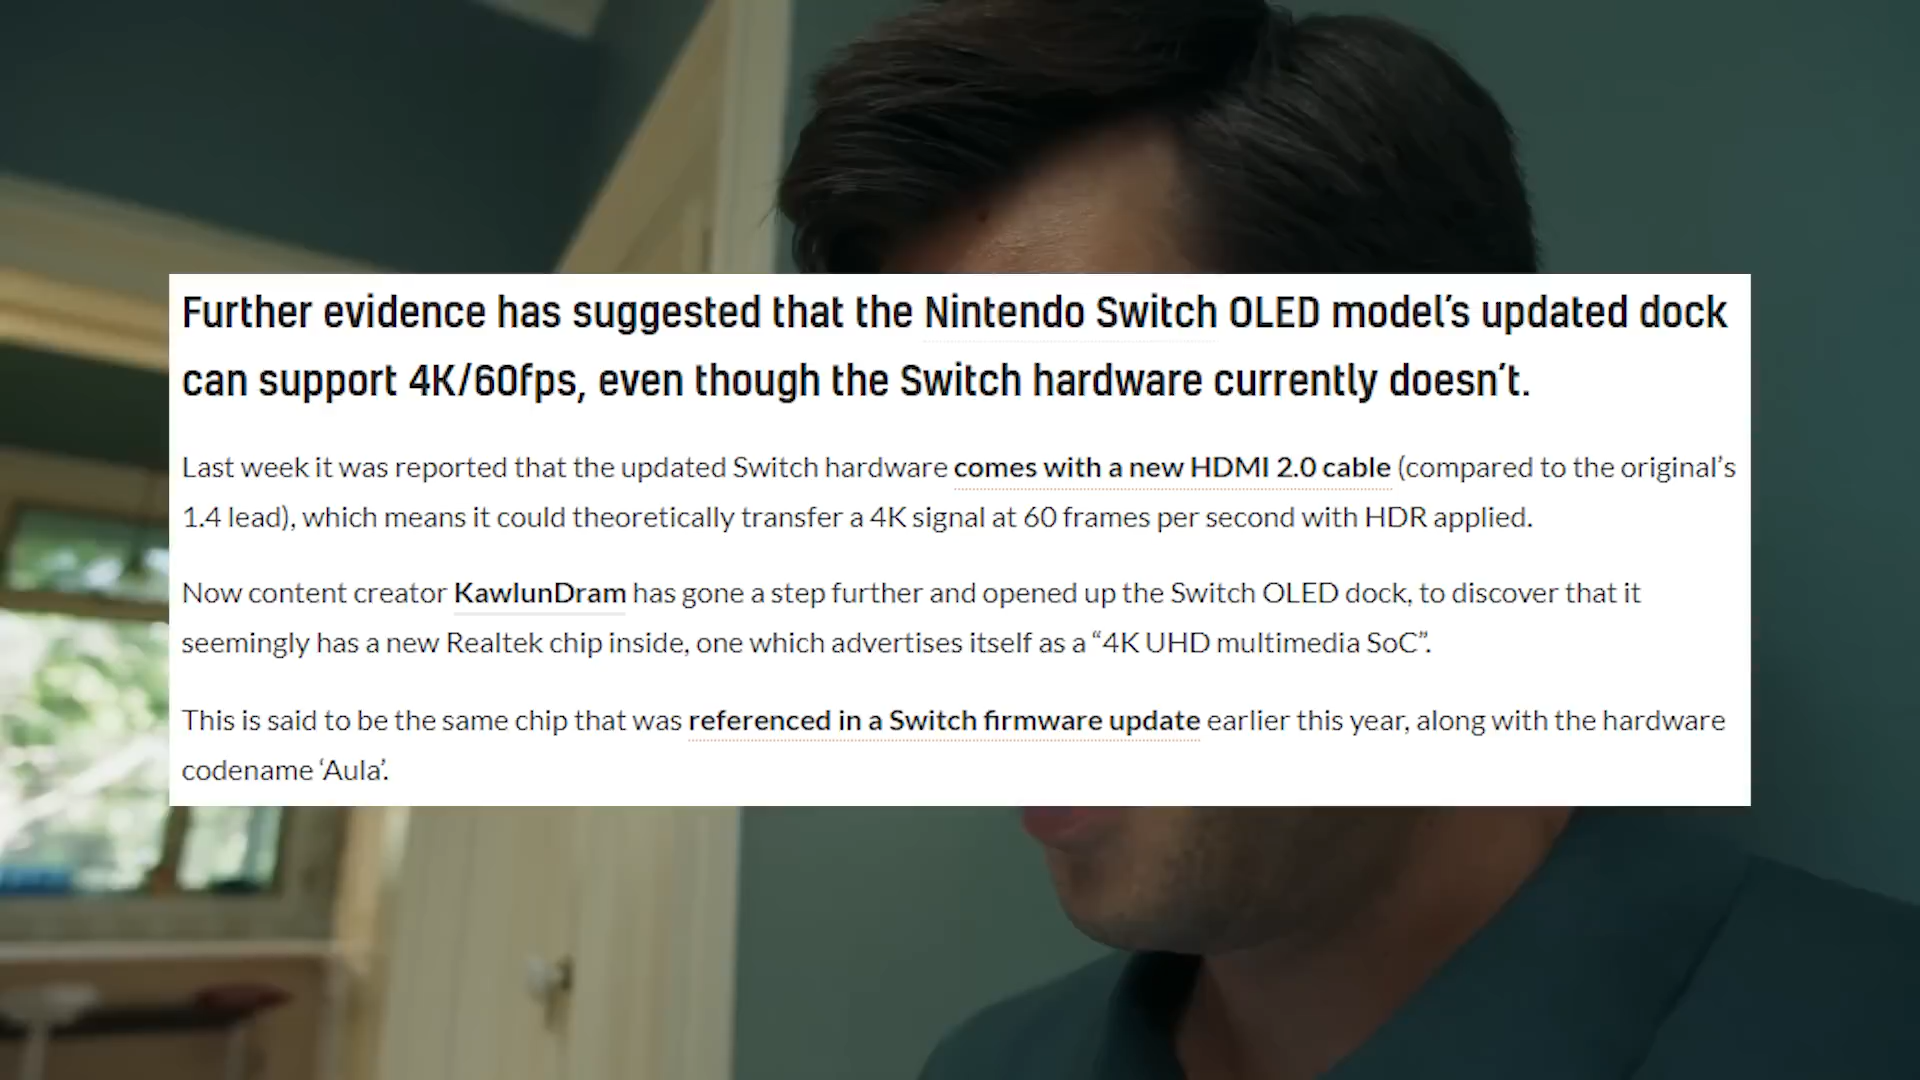 Further evidence has suggested that the Nintendo Switch OLED model’s updated dock
can support 4K/60fps, even though the Switch hardware currently doesn’t.
Last week it was reported that the updated Switch hardware comes with a new HDMI 2.0 cable (compared to the original’s
1.4 lead), which means it could theoretically transfer a 4K signal at 60 frames per second with HDR applied.
Now content creator KawlunDram has gone a step further and opened up the Switch OLED dock, to discover that it
seemingly has a new Realtek chip inside, one which advertises itself as a “4K UHD multimedia SoC”.
This is said to be the same chip that was referenced in a Switch firmware update earlier this year, along with the hardware
codename ‘Aula’.